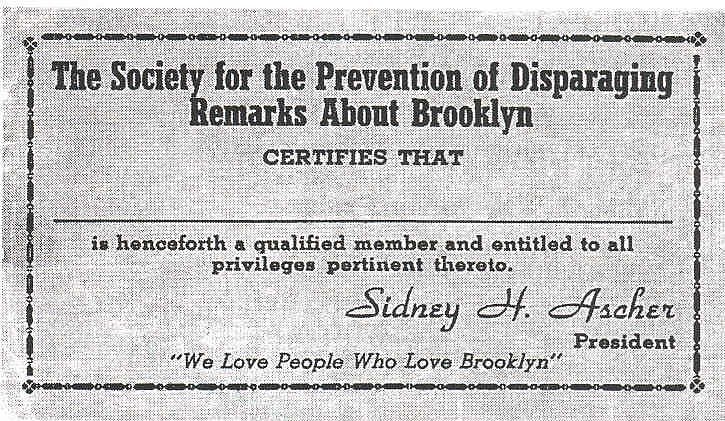 The Society for the Prevention of Disparaging
Remarks About Brooklyn
CERTIFIES THAT
is henceforth a qualified member and entitled to all
privileges pertinent thereto.
Sidney H. Ascher
President
"We Love People Who Love Brooklyn"